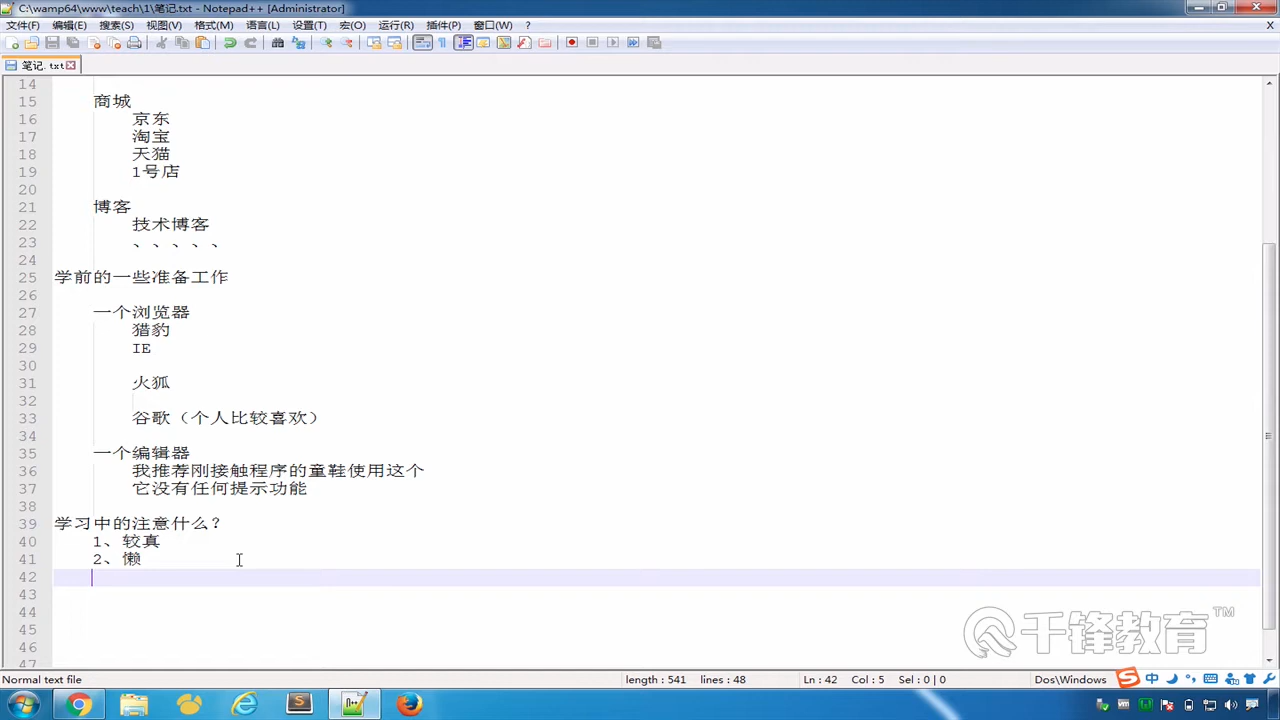 C:\wamp64\www\teach\1\笔记.txt - Notepad++ [Administrator]
文件(F) 编辑(E) 搜索(S) 视图(V) 格式(M) 语言(L) 设置(T) 宏(O) 运行(R) 插件(P) 窗口(W) ?
X
笔记.txt
14
15 商城
16 京东
17 淘宝
18 天猫
19 1号店
20
21 博客
22 技术博客
23 、、、、、
24
25 学前的一些准备工作
26
27 一个浏览器
28 猎豹
29 IE
30
31 火狐
32
33 谷歌（个人比较喜欢）
34
35 一个编辑器
36 我推荐刚接触程序的童鞋使用这个
37 它没有任何提示功能
38
39 学习中的注意什么？
40 1、较真
41 2、懒
42
43
44
45
46
47
千锋教育™
Normal text file length : 541 lines : 48 Ln : 42 Col : 5 Sel : 0 | 0 Dos\Windows 中